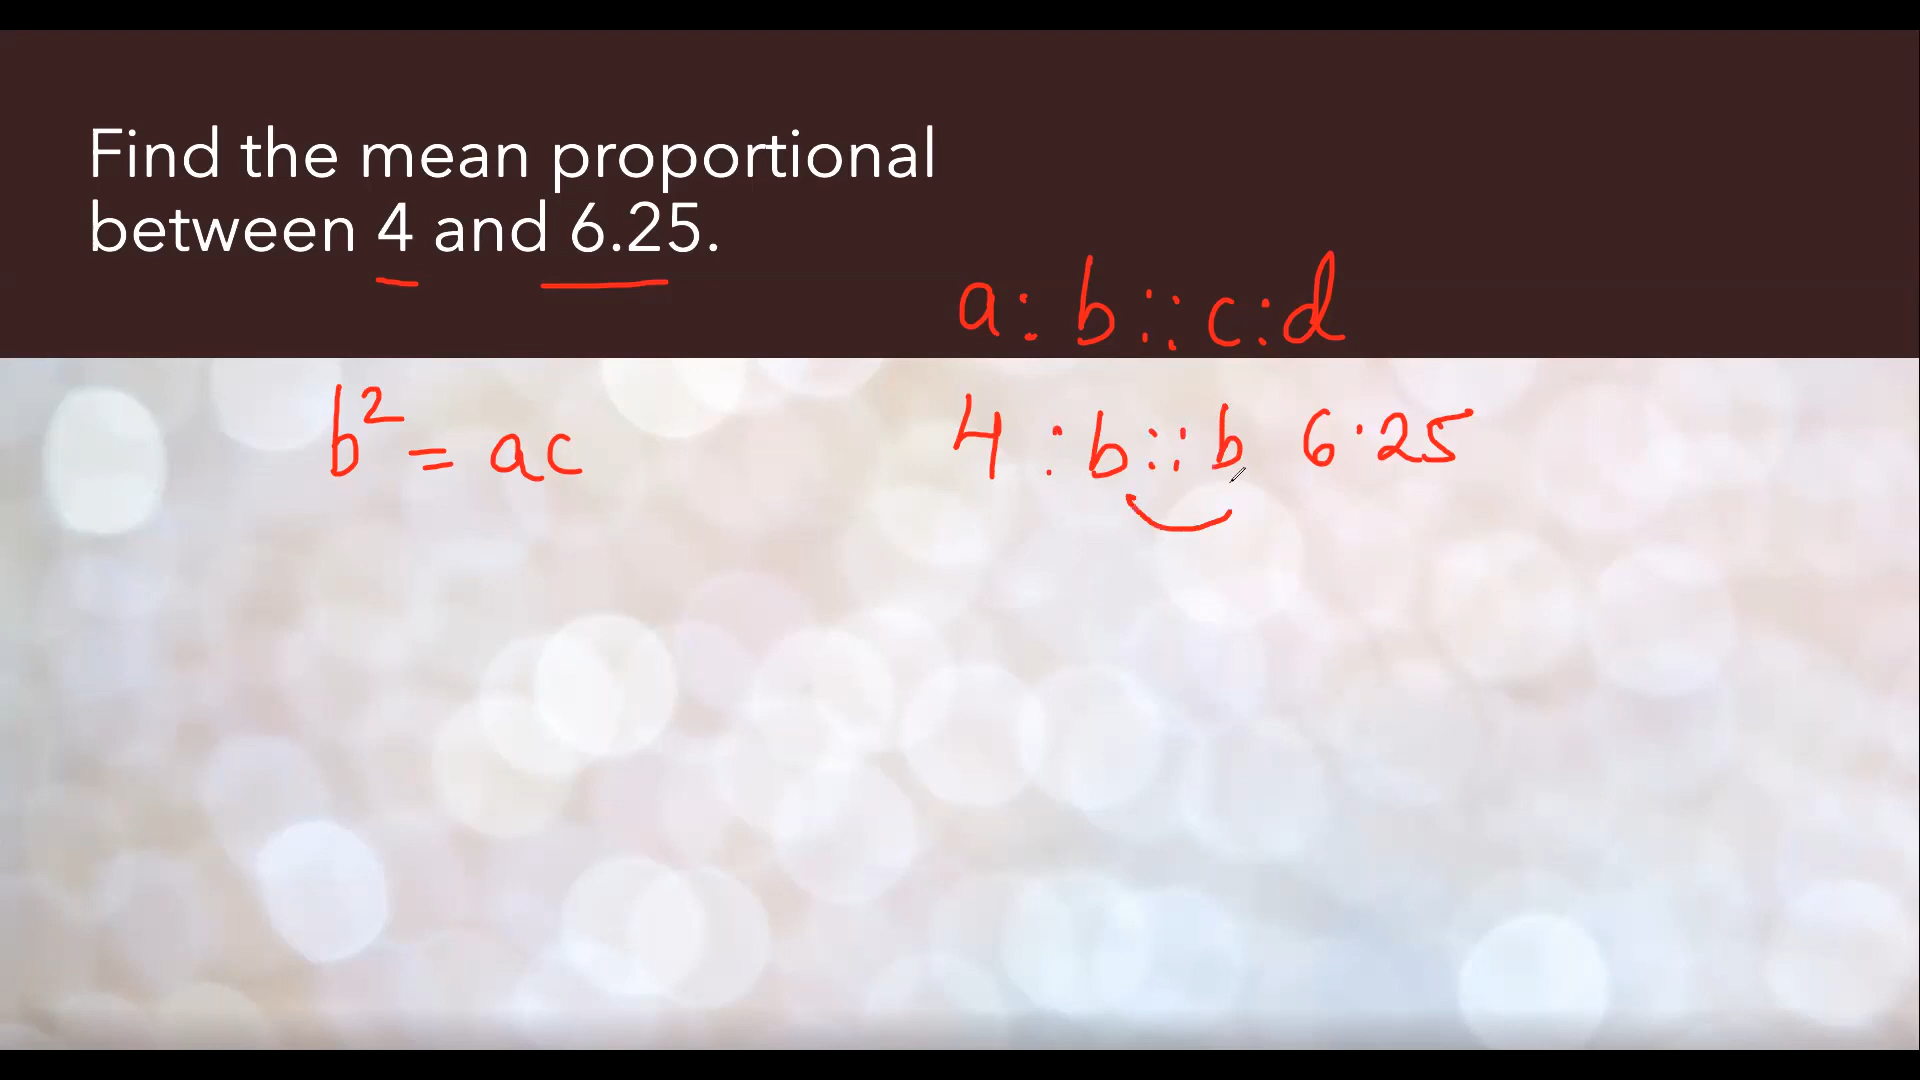 Find the mean proportional
between 4 and 6.25.
a : b :: c : d
b² = ac
4 : b :: b 6·25